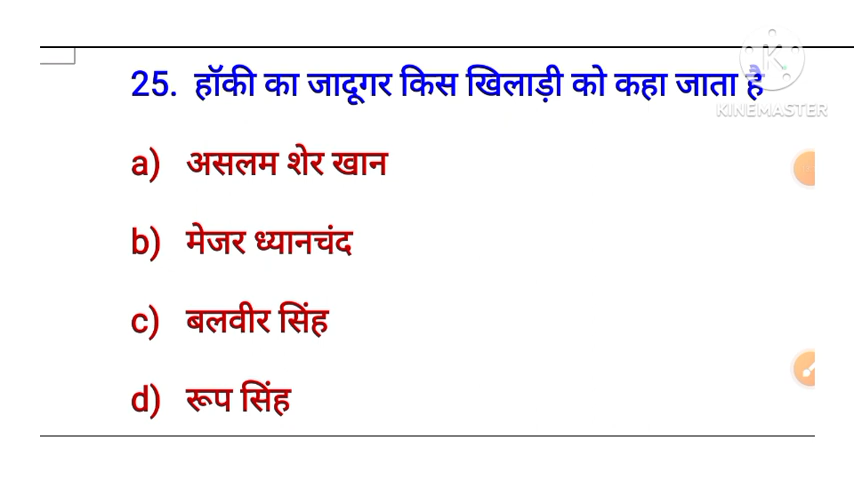 25. हॉकी का जादूगर किस खिलाड़ी को कहा जाता है
KINEMASTER
a) असलम शेर खान
b) मेजर ध्यानचंद
c) बलवीर सिंह
d) रूप सिंह